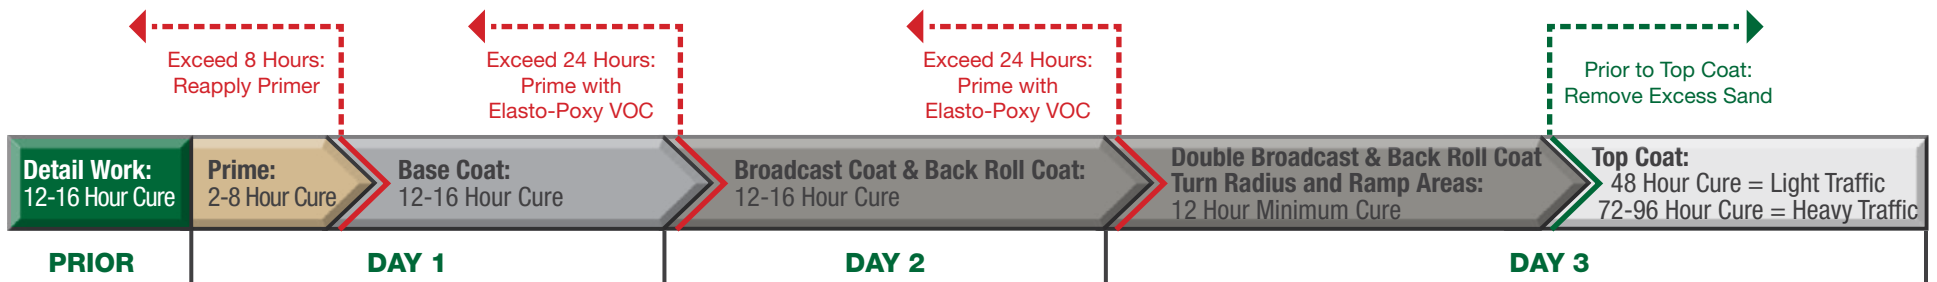 Exceed 8 Hours:
Reapply Primer
Exceed 24 Hours:
Prime with
Elasto-Poxy VOC
Exceed 24 Hours:
Prime with
Elasto-Poxy VOC
Prior to Top Coat:
Remove Excess Sand
Detail Work:
12-16 Hour Cure
Prime:
2-8 Hour Cure
Base Coat:
12-16 Hour Cure
Broadcast Coat & Back Roll Coat:
12-16 Hour Cure
Double Broadcast & Back Roll Coat
Turn Radius and Ramp Areas:
12 Hour Minimum Cure
Top Coat:
48 Hour Cure = Light Traffic
72-96 Hour Cure = Heavy Traffic
PRIOR
DAY 1
DAY 2
DAY 3